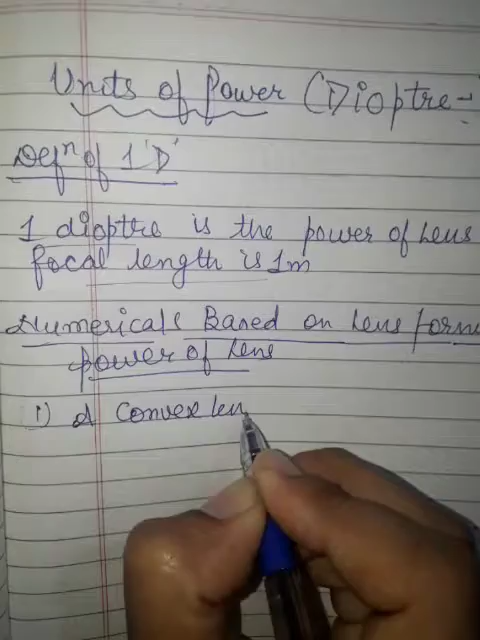 Units of Power (Dioptre-
Defⁿ of 1 'D'
1 dioptre is the power of lens
focal length is 1m
Numericals Based on lens form
power of lens
1) A convex len